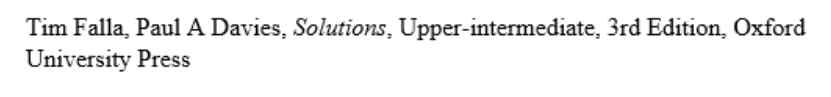 Tim Falla, Paul A Davies, Solutions, Upper-intermediate, 3rd Edition, Oxford
University Press